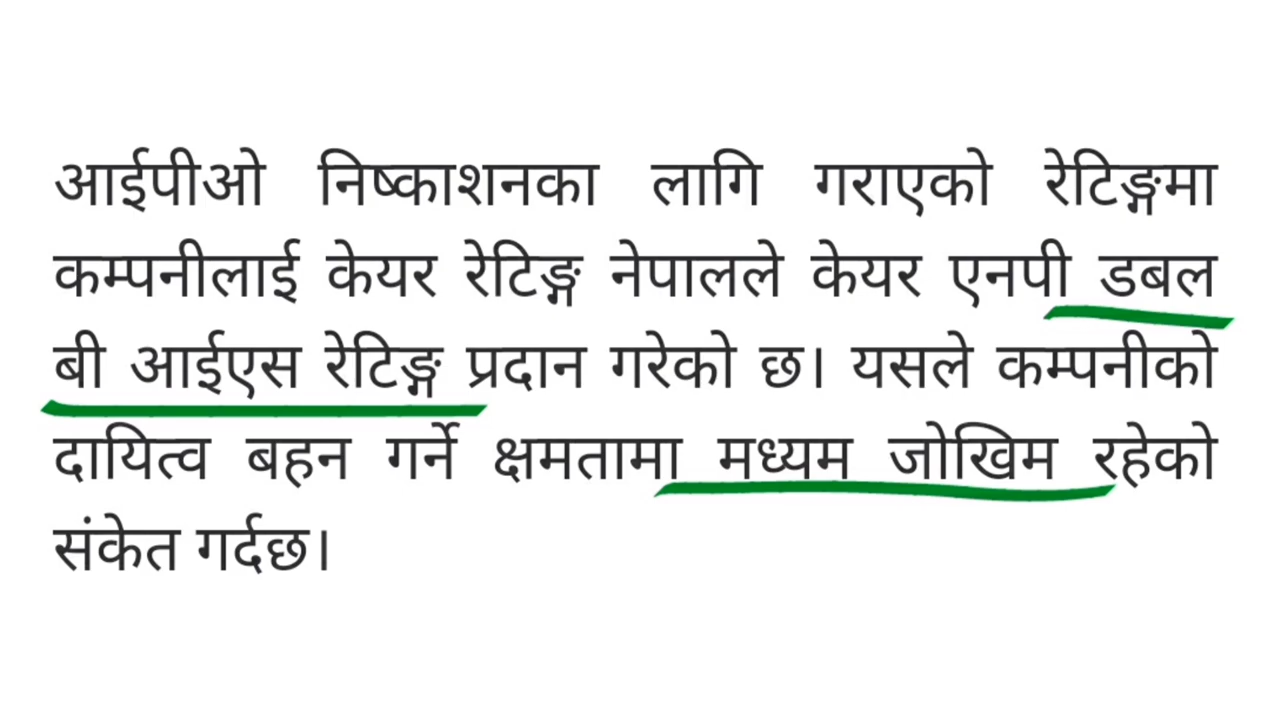 आईपीओ निष्काशनका लागि गराएको रेटिङ्गमा
कम्पनीलाई केयर रेटिङ्ग नेपालले केयर एनपी डबल
बी आईएस रेटिङ्ग प्रदान गरेको छ। यसले कम्पनीको
दायित्व बहन गर्ने क्षमतामा मध्यम जोखिम रहेको
संकेत गर्दछ।